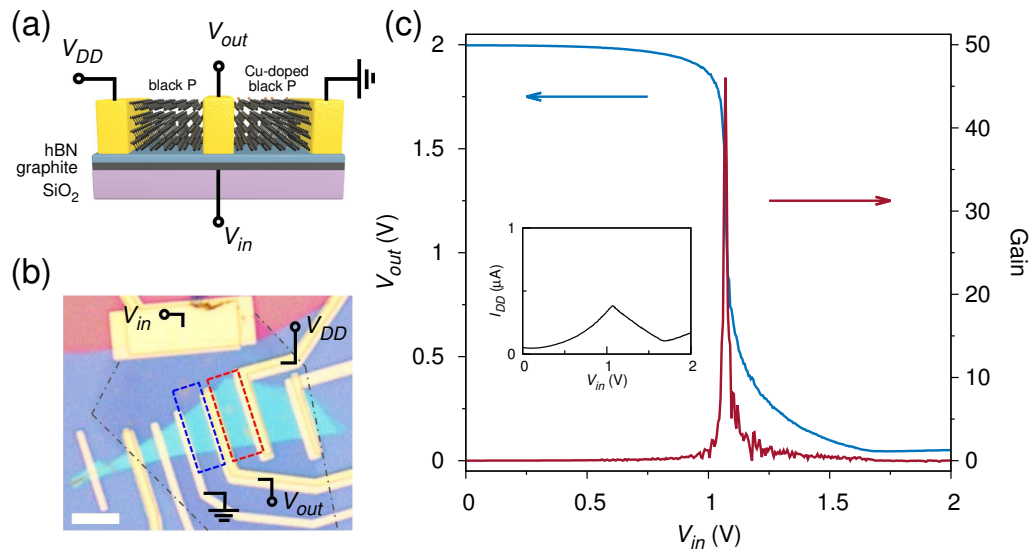 (a)
V_DD
V_out
black P
Cu-doped
black P
hBN
graphite
SiO₂
V_in
(b)
V_in
V_DD
V_out
(c)
2
1.5
1
0.5
0
V_out (V)
50
40
30
20
10
0
Gain
1
0
I_DD (μA)
0
1
2
V_in (V)
0
0.5
1
1.5
2
V_in (V)